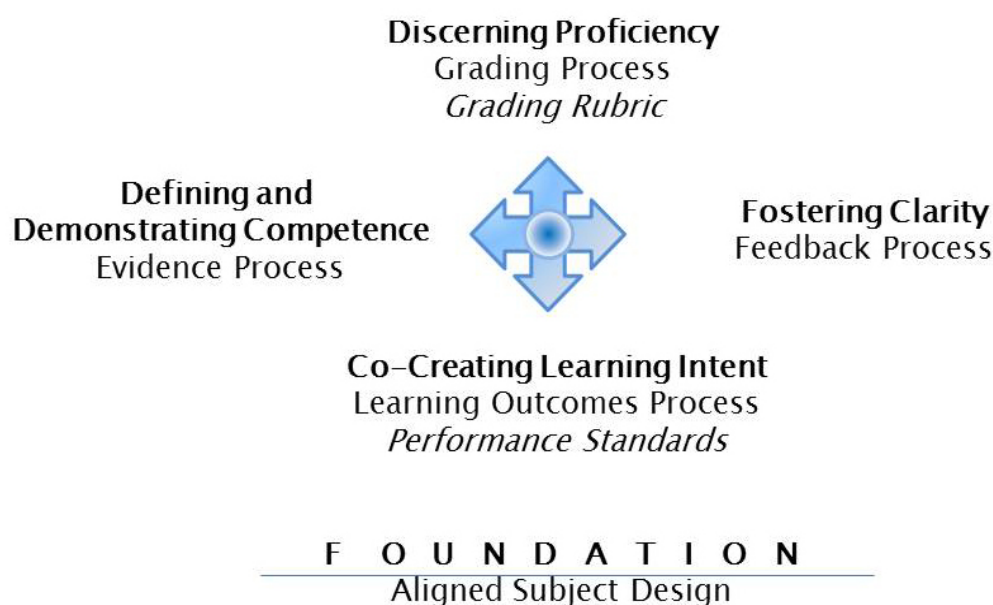 Discerning Proficiency
Grading Process
Grading Rubric
Defining and
Demonstrating Competence
Evidence Process
Fostering Clarity
Feedback Process
Co-Creating Learning Intent
Learning Outcomes Process
Performance Standards
F O U N D A T I O N
Aligned Subject Design